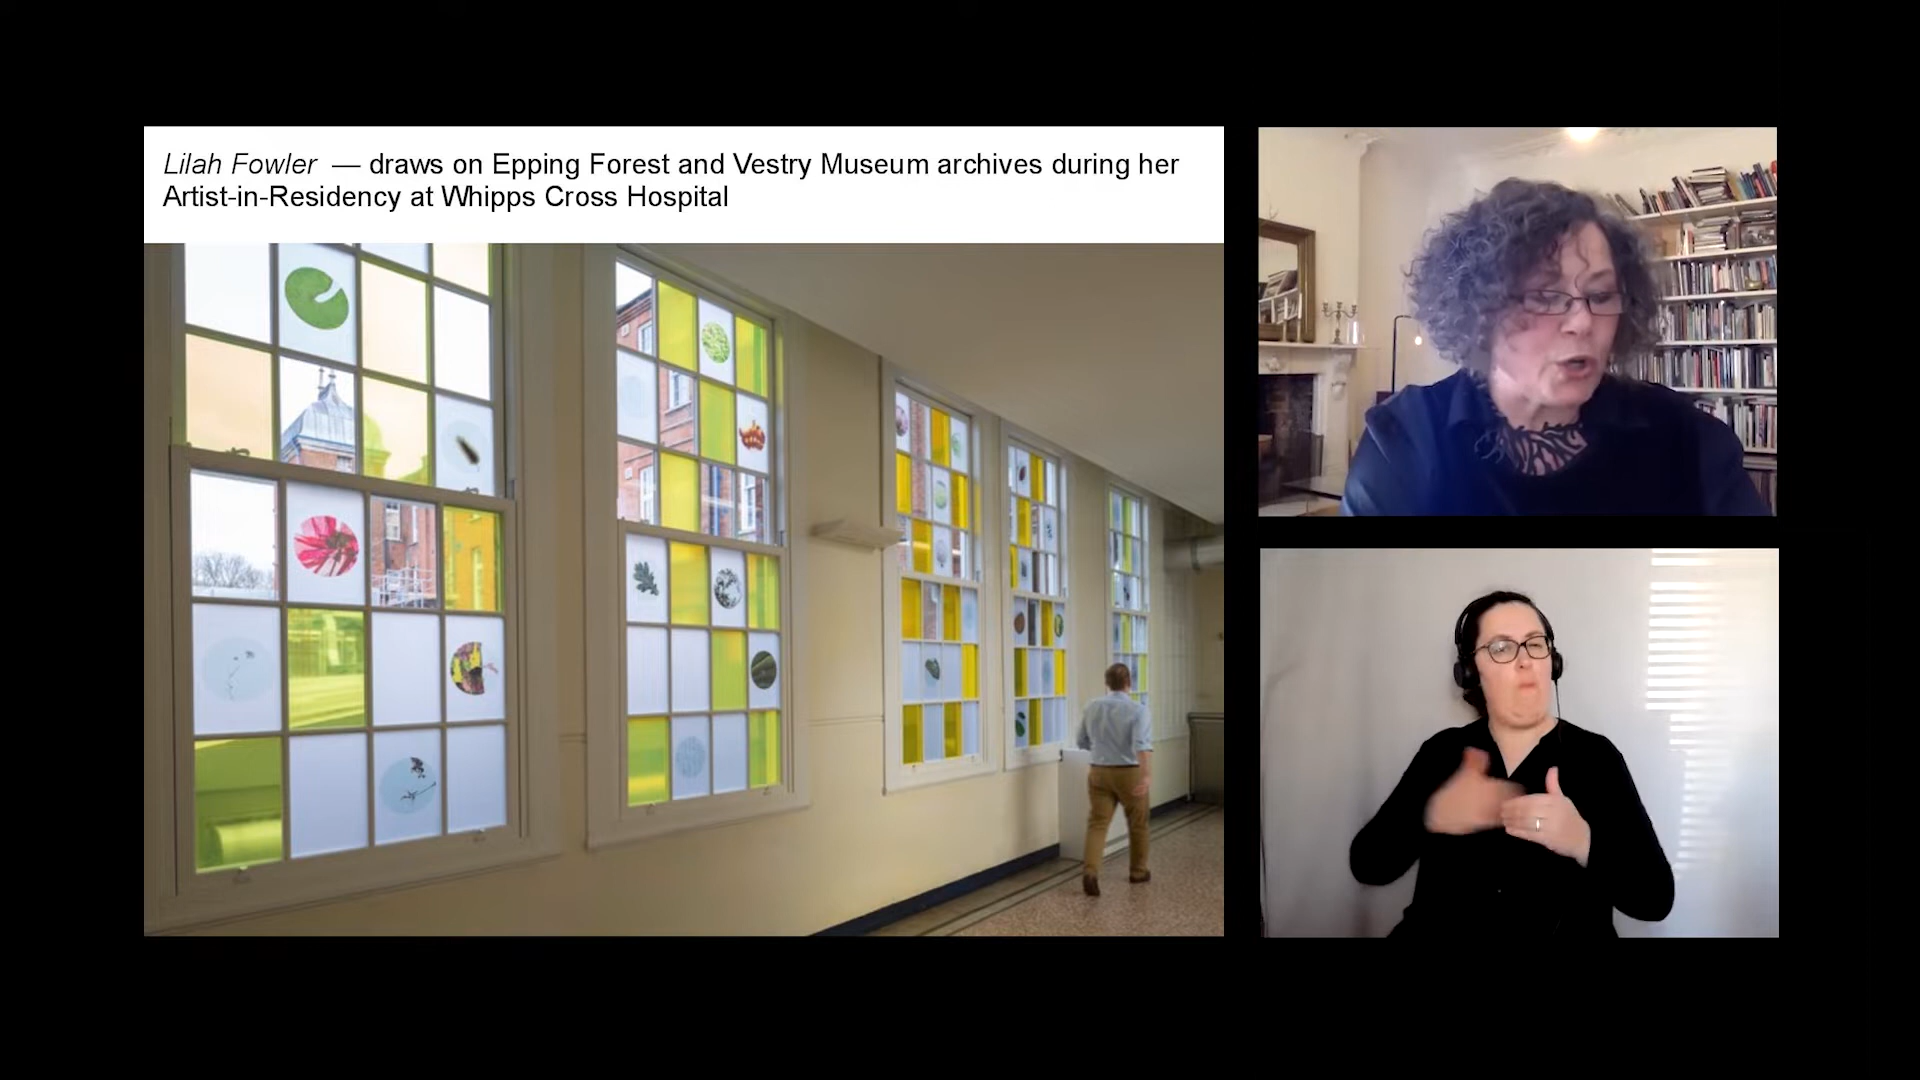 Lilah Fowler — draws on Epping Forest and Vestry Museum archives during her
Artist-in-Residency at Whipps Cross Hospital